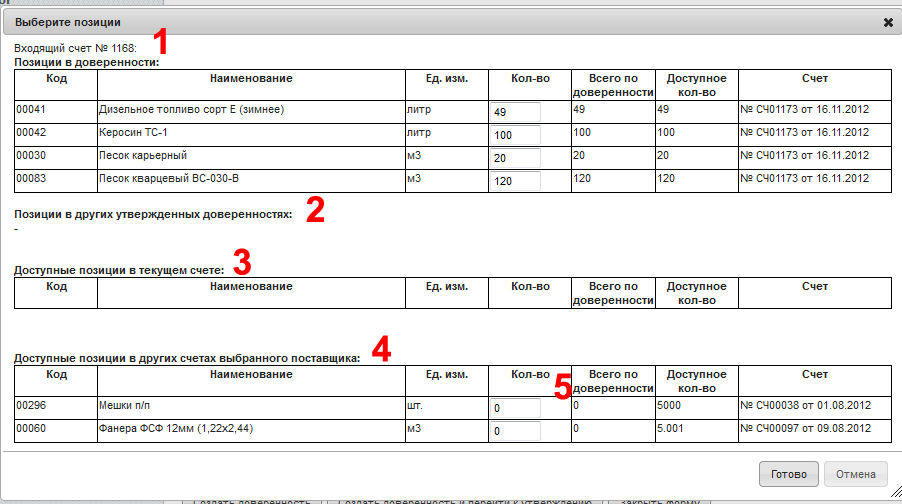 Выберите позиции
Входящий счет № 1168: 1
Позиции в доверенности:
Код Наименование Ед. изм. Кол-во Всего по доверенности Доступное кол-во Счет
00041 Дизельное топливо сорт Е (зимнее) литр 49 49 49 № СЧ01173 от 16.11.2012
00042 Керосин ТС-1 литр 100 100 100 № СЧ01173 от 16.11.2012
00030 Песок карьерный м3 20 20 20 № СЧ01173 от 16.11.2012
00083 Песок кварцевый ВС-030-В м3 120 120 120 № СЧ01173 от 16.11.2012
Позиции в других утвержденных доверенностях: 2
-
Доступные позиции в текущем счете: 3
Код Наименование Ед. изм. Кол-во Всего по доверенности Доступное кол-во Счет
Доступные позиции в других счетах выбранного поставщика: 4
Код Наименование Ед. изм. Кол-во 5 Всего по доверенности Доступное кол-во Счет
00296 Мешки п/п шт. 0 0 5000 № СЧ00038 от 01.08.2012
00060 Фанера ФСФ 12мм (1,22х2,44) м3 0 0 5.001 № СЧ00097 от 09.08.2012
Готово Отмена
Создать доверенность Создать доверенность и перейти к утверждению Закрыть форму